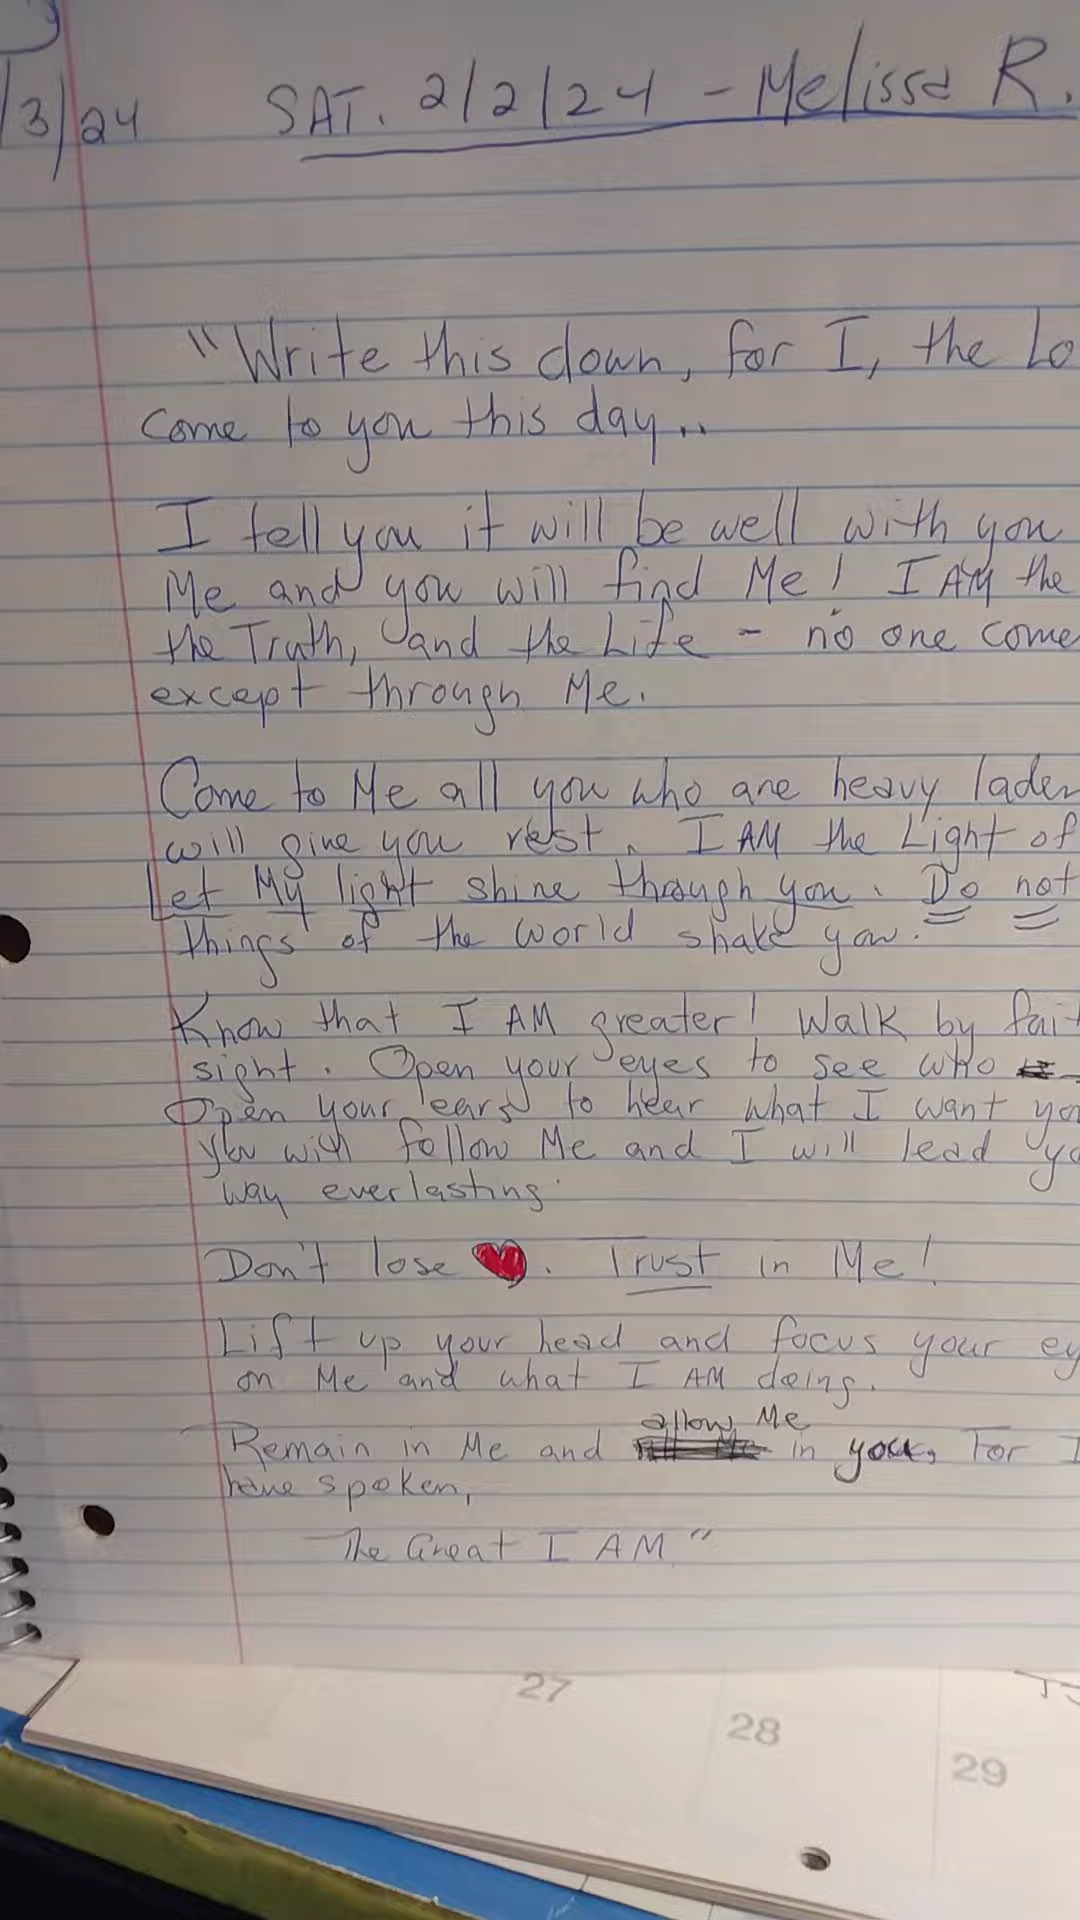 /3/24 SAT. 2/2/24 - Melissa R.
"Write this down, for I, the Lo
come to you this day..
I tell you it will be well with you
Me and you will find Me! I AM the
the Truth, and the Life - no one come
except through Me.
Come to Me all you who are heavy laden
will give you rest. I AM the Light of
Let My light shine through you. Do not
things of the world shake you.
Know that I AM greater! Walk by fait
sight. Open your eyes to see who
Open your ears to hear what I want yo
you will follow Me and I will lead yo
way everlasting.
Don't lose ❤. Trust in Me!
Lift up your head and focus your ey
on Me and what I AM doing.
allow Me
Remain in Me and in you, For I
have spoken,
The Great I AM"
27
28
29